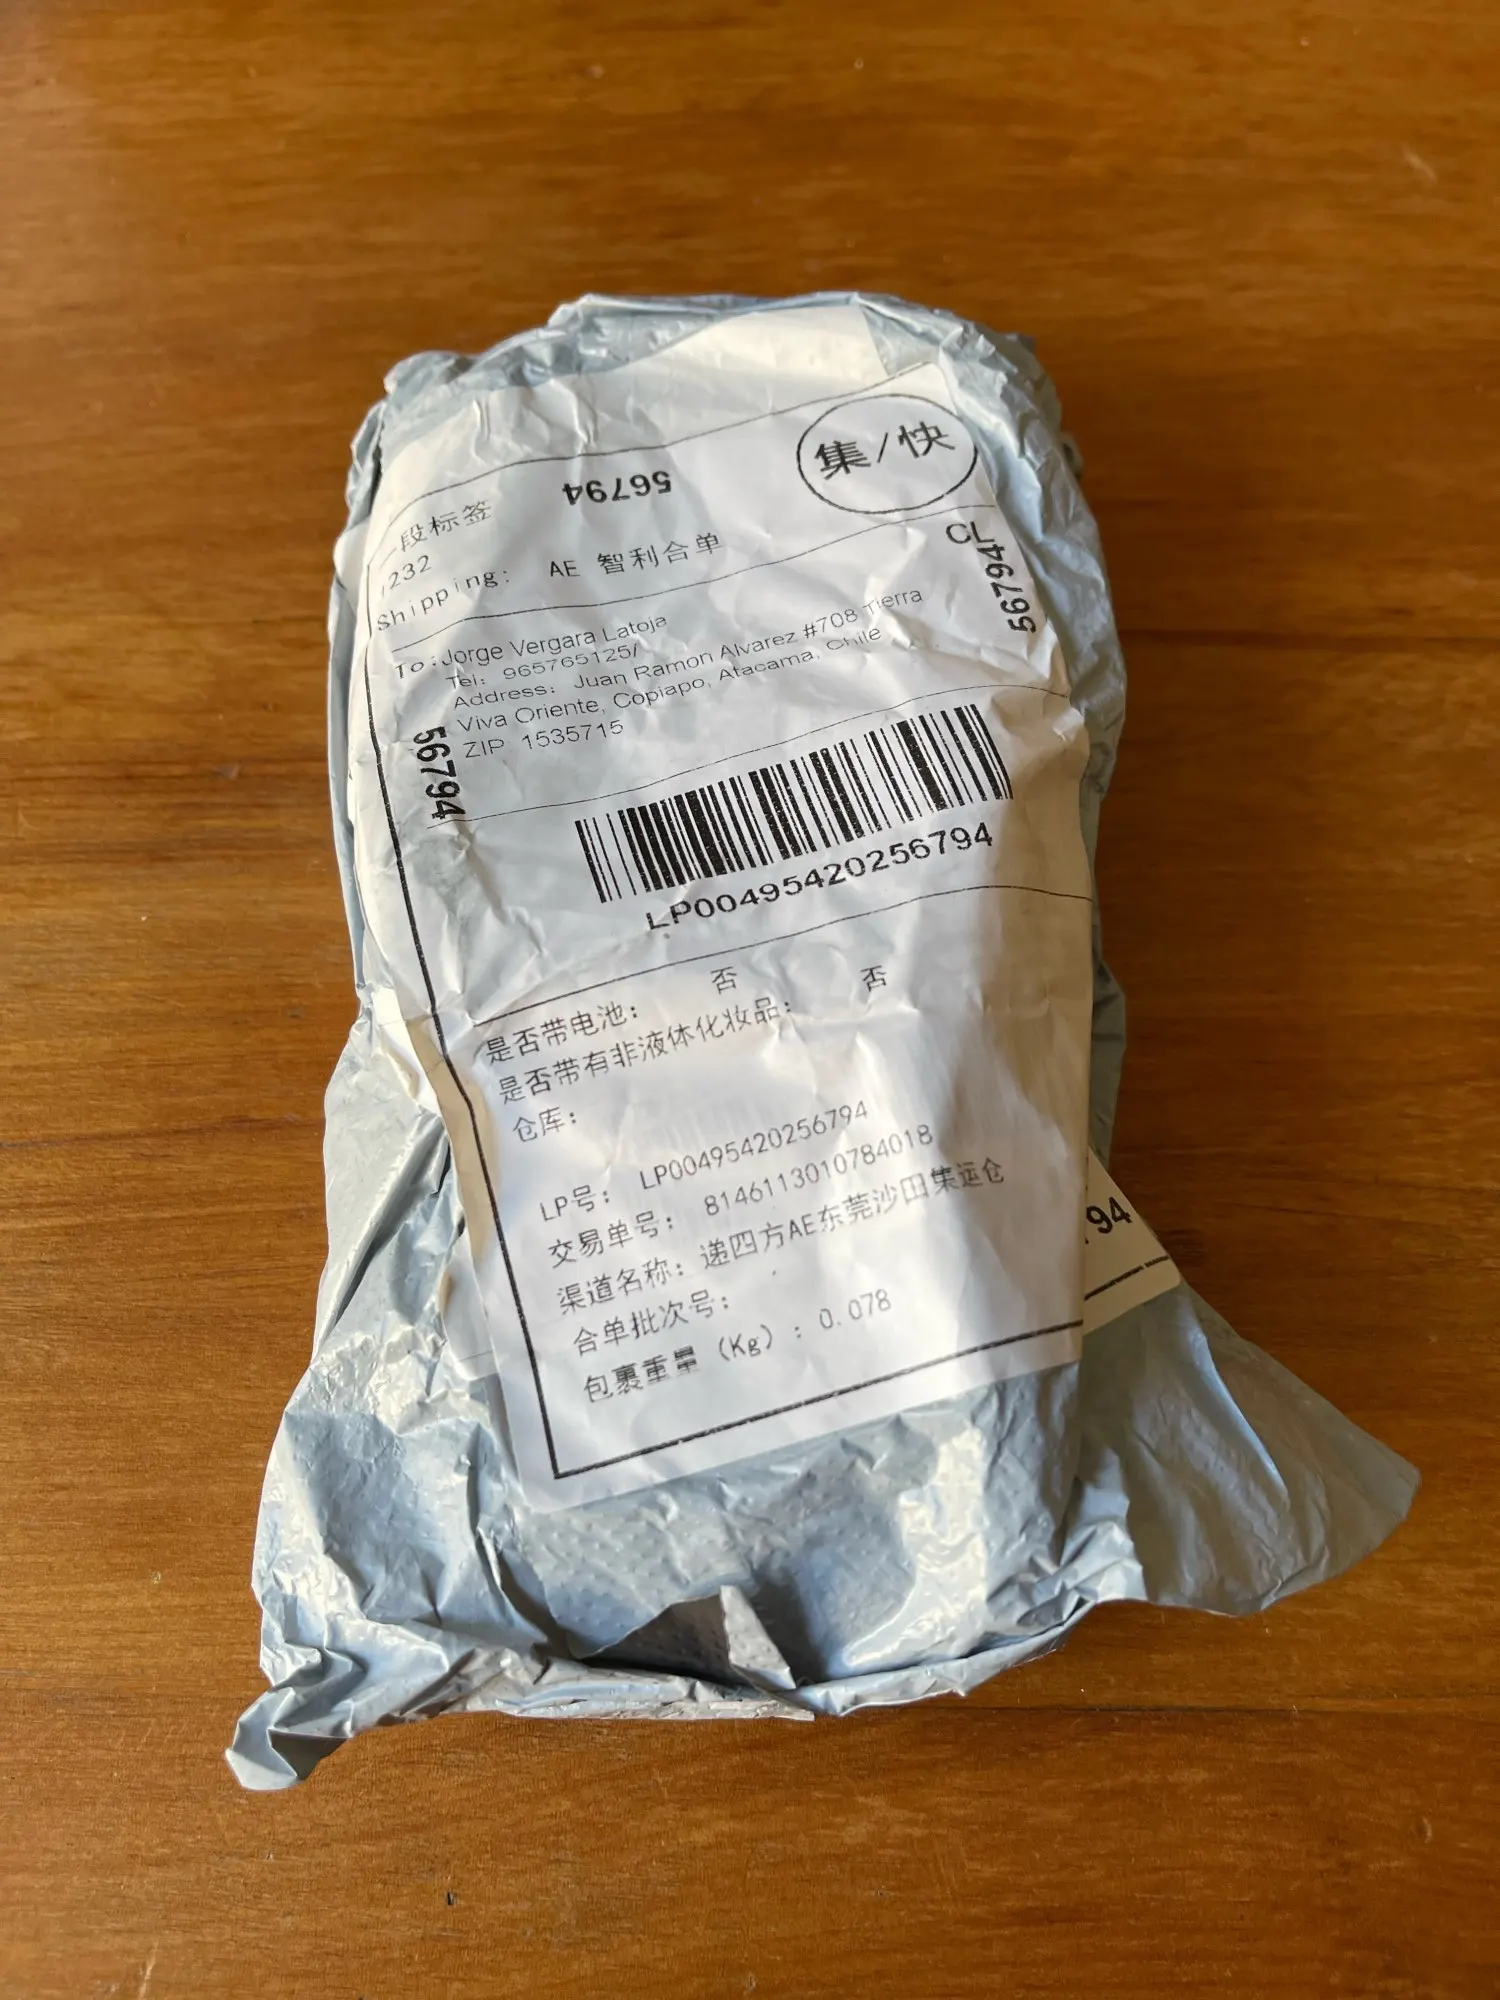 集/快
一段标签
56794
232
CL
Shipping: AE 智利合单
56794
To: Jorge Vergara Latoja
Tel: 965765125/
Address: Juan Ramon Alvarez #708 Tierra
Viva Oriente, Copiapo, Atacama, Chile
ZIP 1535715
56794
LP00495420256794
是否带电池: 否
是否带有非液体化妆品: 否
仓库:
LP号: LP00495420256794
交易单号: 8146113010784018
渠道名称: 递四方AE东莞沙田集运仓
合单批次号:
包裹重量 (Kg) : 0.078
94